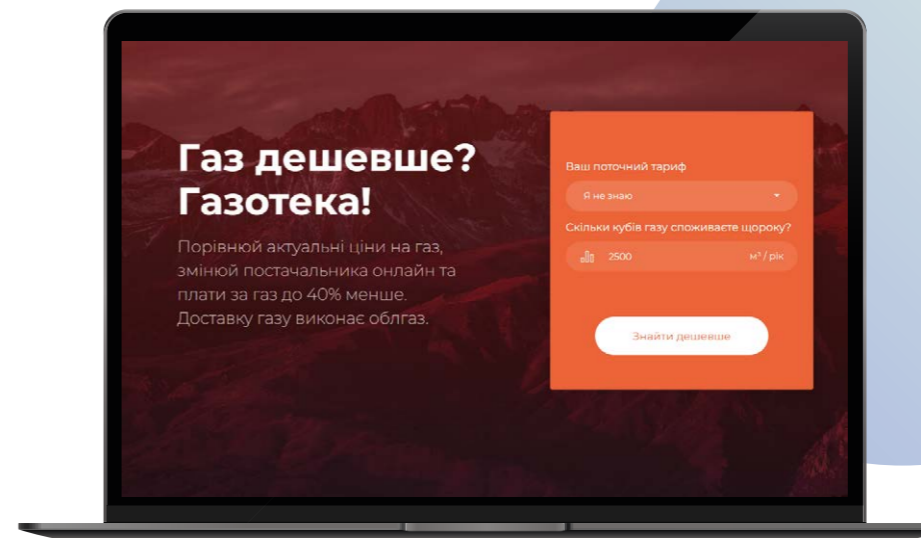 Газ дешевше?
Газотека!
Порівнюй актуальні ціни на газ,
змінюй постачальника онлайн та
плати за газ до 40% менше.
Доставку газу виконає облгаз.
Ваш поточний тариф
Я не знаю
Скільки кубів газу споживаєте щороку?
2500 м³ / рік
Знайти дешевше